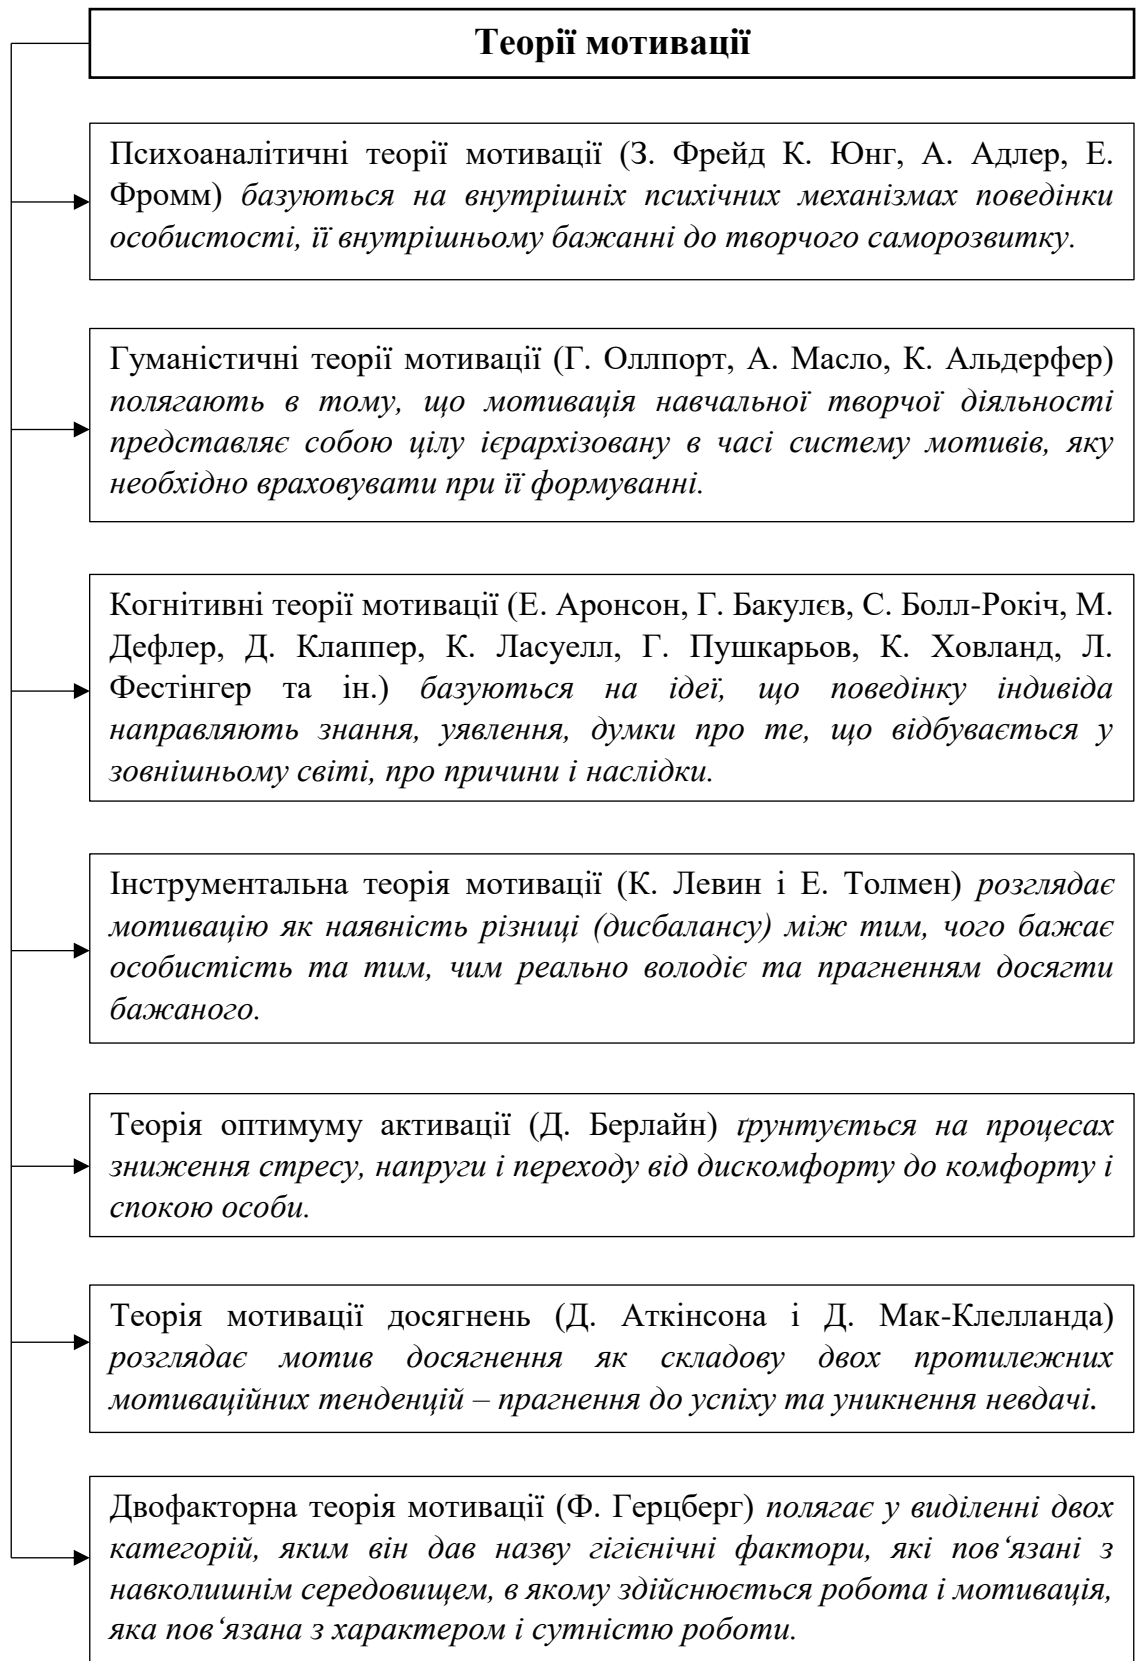 Теорії мотивації
Психоаналітичні теорії мотивації (З. Фрейд К. Юнг, А. Адлер, Е.
Фромм) базуються на внутрішніх психічних механізмах поведінки
особистості, її внутрішньому бажанні до творчого саморозвитку.
Гуманістичні теорії мотивації (Г. Оллпорт, А. Масло, К. Альдерфер)
полягають в тому, що мотивація навчальної творчої діяльності
представляє собою цілу ієрархізовану в часі систему мотивів, яку
необхідно враховувати при її формуванні.
Когнітивні теорії мотивації (Е. Аронсон, Г. Бакулєв, С. Болл-Рокіч, М.
Дефлер, Д. Клаппер, К. Ласуелл, Г. Пушкарьов, К. Ховланд, Л.
Фестінгер та ін.) базуються на ідеї, що поведінку індивіда
направляють знання, уявлення, думки про те, що відбувається у
зовнішньому світі, про причини і наслідки.
Інструментальна теорія мотивації (К. Левин і Е. Толмен) розглядає
мотивацію як наявність різниці (дисбалансу) між тим, чого бажає
особистість та тим, чим реально володіє та прагненням досягти
бажаного.
Теорія оптимуму активації (Д. Берлайн) ґрунтується на процесах
зниження стресу, напруги і переходу від дискомфорту до комфорту і
спокою особи.
Теорія мотивації досягнень (Д. Аткінсона і Д. Мак-Клелланда)
розглядає мотив досягнення як складову двох протилежних
мотиваційних тенденцій – прагнення до успіху та уникнення невдачі.
Двофакторна теорія мотивації (Ф. Герцберг) полягає у виділенні двох
категорій, яким він дав назву гігієнічні фактори, які пов‘язані з
навколишнім середовищем, в якому здійснюється робота і мотивація,
яка пов‘язана з характером і сутністю роботи.